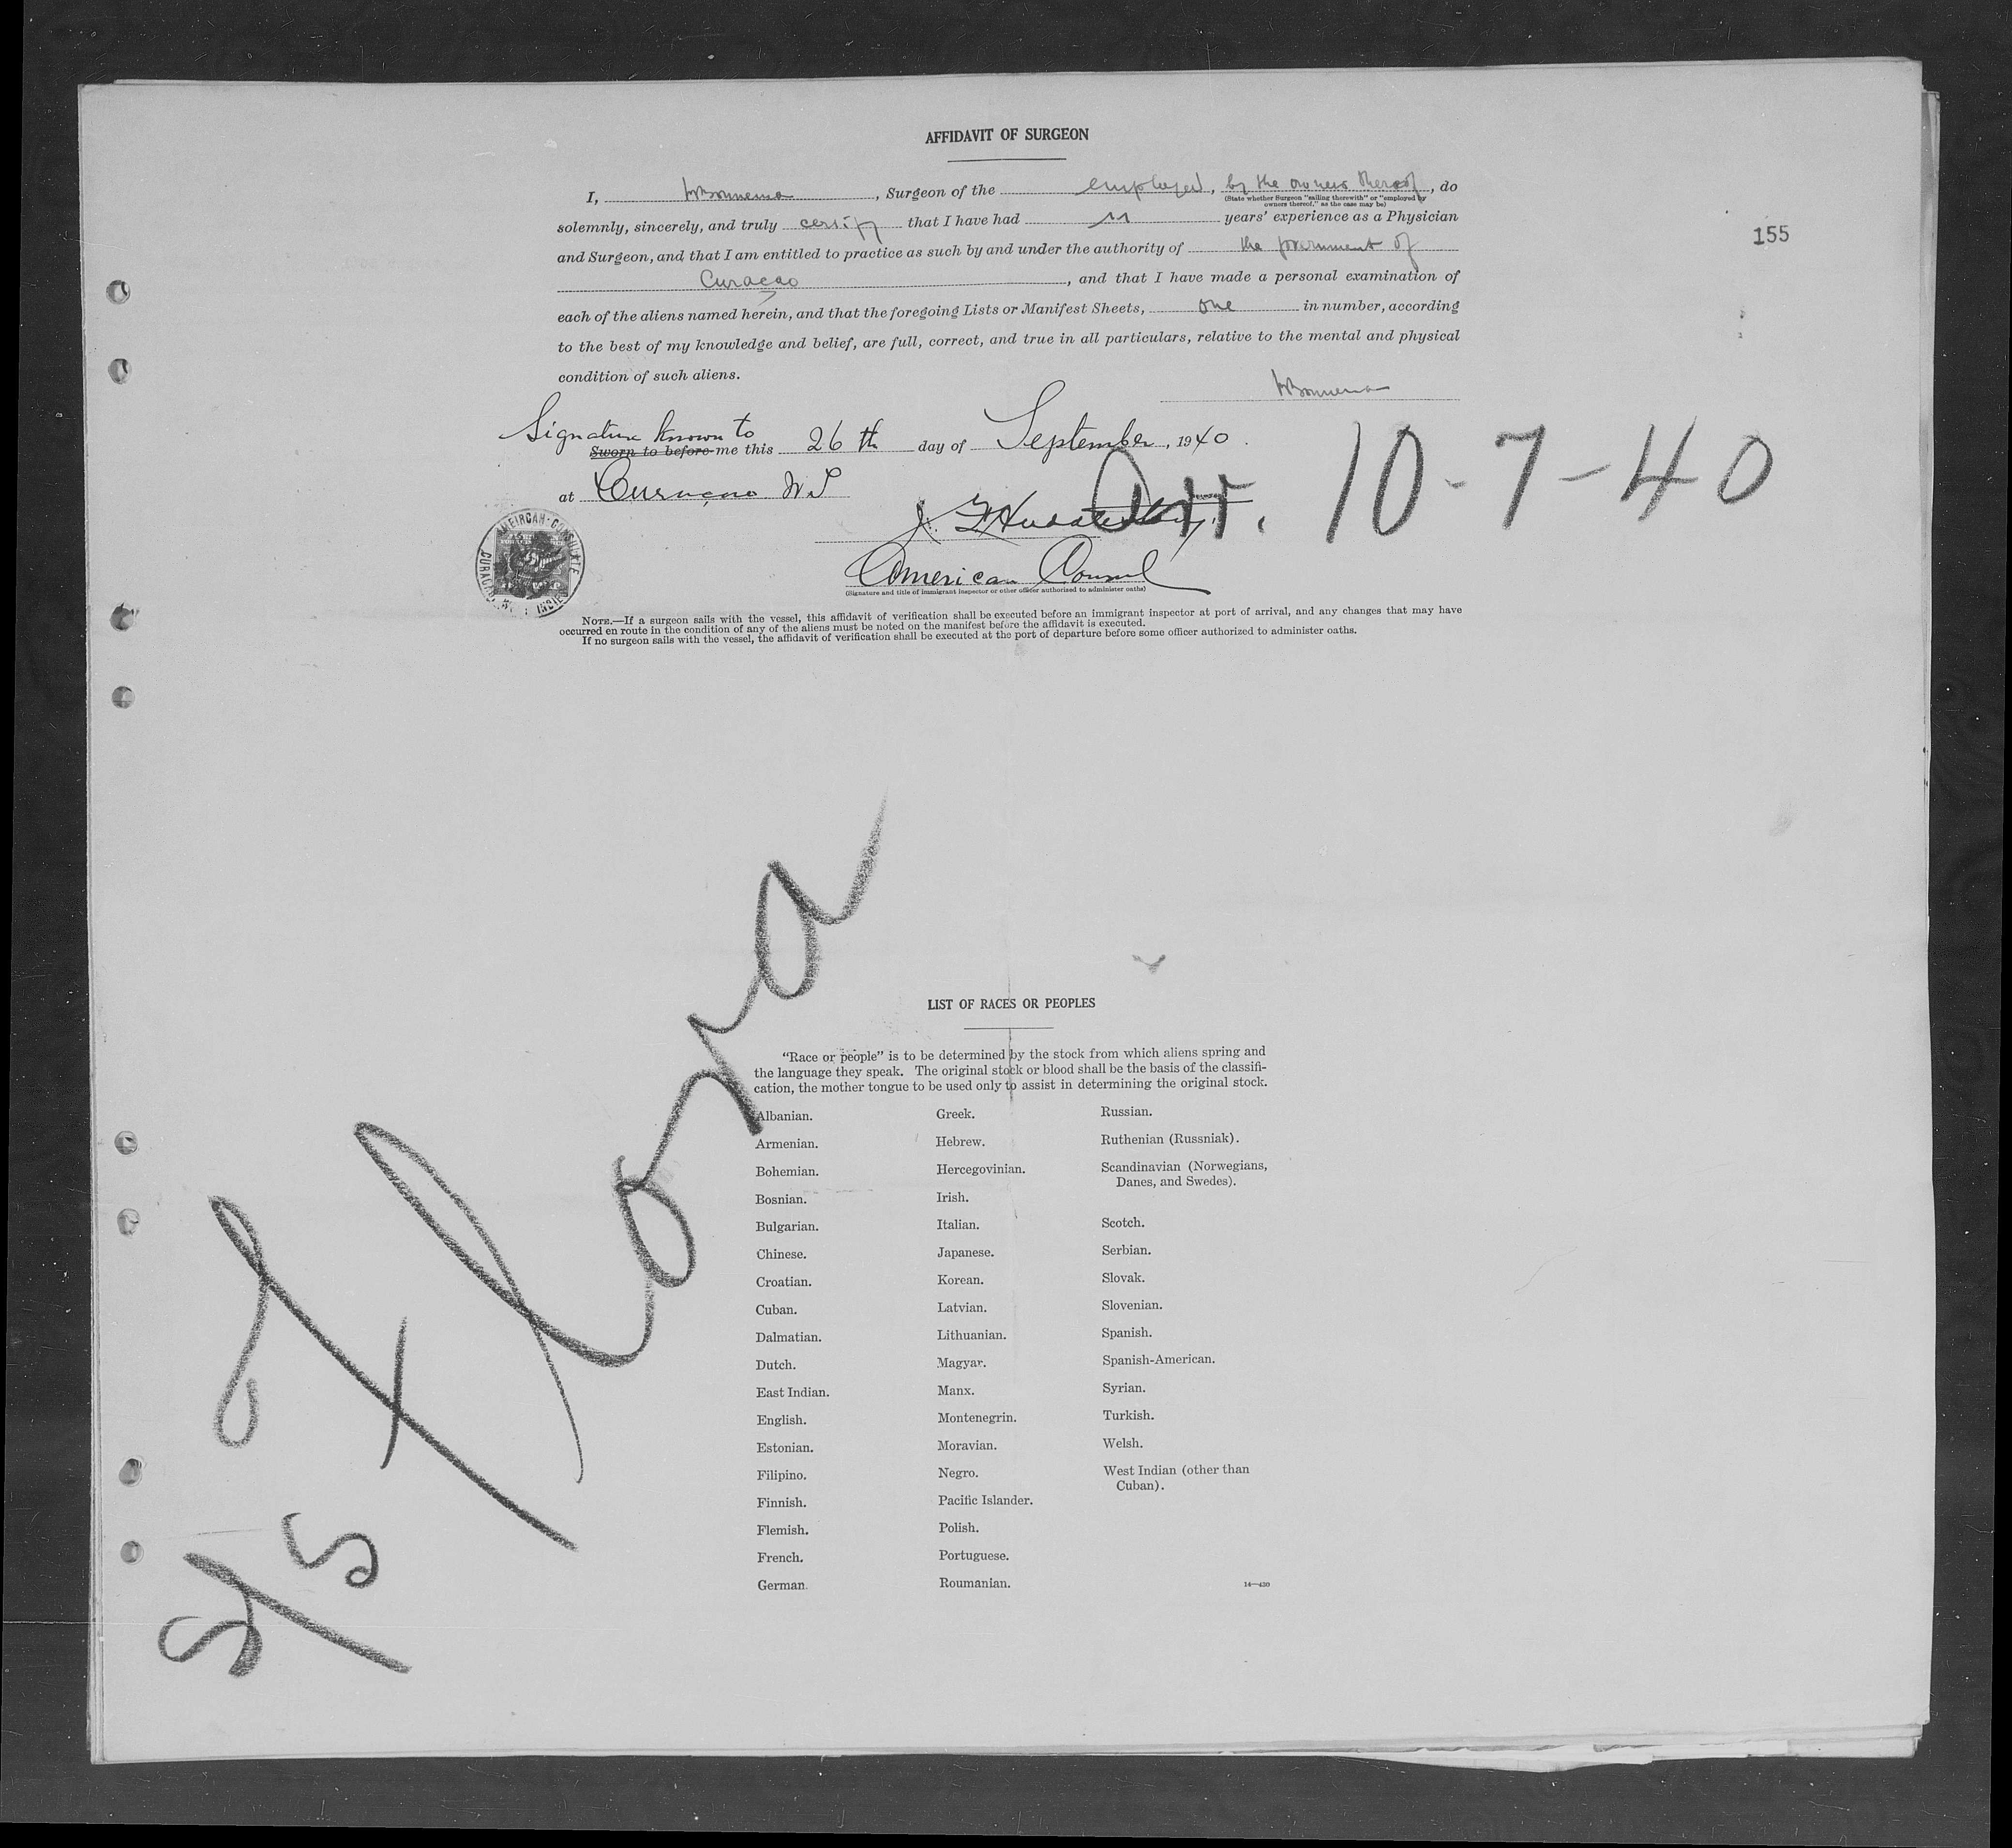 AFFIDAVIT OF SURGEON
I, Bonnema, Surgeon of the employed, by the owners thereof, do
(State whether Surgeon "sailing therewith" or "employed by
owners thereof," as the case may be)
solemnly, sincerely, and truly certify that I have had 11 years' experience as a Physician
and Surgeon, and that I am entitled to practice as such by and under the authority of the government of
Curacao, and that I have made a personal examination of
each of the aliens named herein, and that the foregoing Lists or Manifest Sheets, one in number, according
to the best of my knowledge and belief, are full, correct, and true in all particulars, relative to the mental and physical
condition of such aliens.
Bonnema
155
Signature known to
Sworn to before me this 26th day of September, 1940.
at Curaçao W I
Arr. 10-7-40
American Consul
(Signature and title of immigrant inspector or other officer authorized to administer oaths)
AMEIRCAN CONSULATE
CURACAO, W. INDIES
NOTE.—If a surgeon sails with the vessel, this affidavit of verification shall be executed before an immigrant inspector at port of arrival, and any changes that may have
occurred en route in the condition of any of the aliens must be noted on the manifest before the affidavit is executed.
If no surgeon sails with the vessel, the affidavit of verification shall be executed at the port of departure before some officer authorized to administer oaths.
S/S Flora
LIST OF RACES OR PEOPLES
"Race or people" is to be determined by the stock from which aliens spring and
the language they speak. The original stock or blood shall be the basis of the classifi-
cation, the mother tongue to be used only to assist in determining the original stock.
Albanian.
Armenian.
Bohemian.
Bosnian.
Bulgarian.
Chinese.
Croatian.
Cuban.
Dalmatian.
Dutch.
East Indian.
English.
Estonian.
Filipino.
Finnish.
Flemish.
French.
German.
Greek.
Hebrew.
Hercegovinian.
Irish.
Italian.
Japanese.
Korean.
Latvian.
Lithuanian.
Magyar.
Manx.
Montenegrin.
Moravian.
Negro.
Pacific Islander.
Polish.
Portuguese.
Roumanian.
Russian.
Ruthenian (Russniak).
Scandinavian (Norwegians,
Danes, and Swedes).
Scotch.
Serbian.
Slovak.
Slovenian.
Spanish.
Spanish-American.
Syrian.
Turkish.
Welsh.
West Indian (other than
Cuban).
14—430